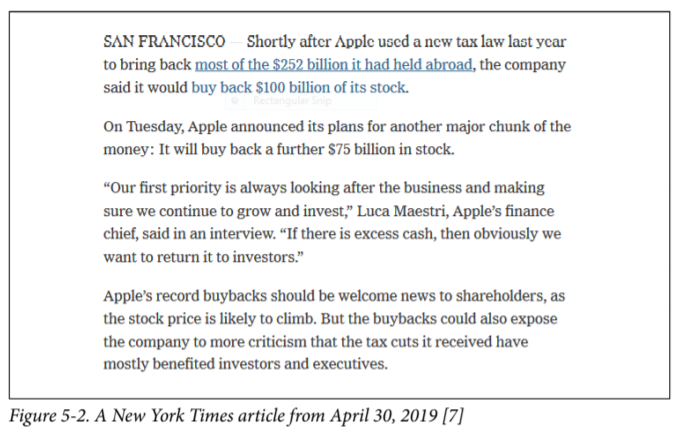 SAN FRANCISCO — Shortly after Apple used a new tax law last year
to bring back most of the $252 billion it had held abroad, the company
said it would buy back $100 billion of its stock.
Rectangular Snip
On Tuesday, Apple announced its plans for another major chunk of the
money: It will buy back a further $75 billion in stock.
“Our first priority is always looking after the business and making
sure we continue to grow and invest,” Luca Maestri, Apple’s finance
chief, said in an interview. “If there is excess cash, then obviously we
want to return it to investors.”
Apple’s record buybacks should be welcome news to shareholders, as
the stock price is likely to climb. But the buybacks could also expose
the company to more criticism that the tax cuts it received have
mostly benefited investors and executives.
Figure 5-2. A New York Times article from April 30, 2019 [7]